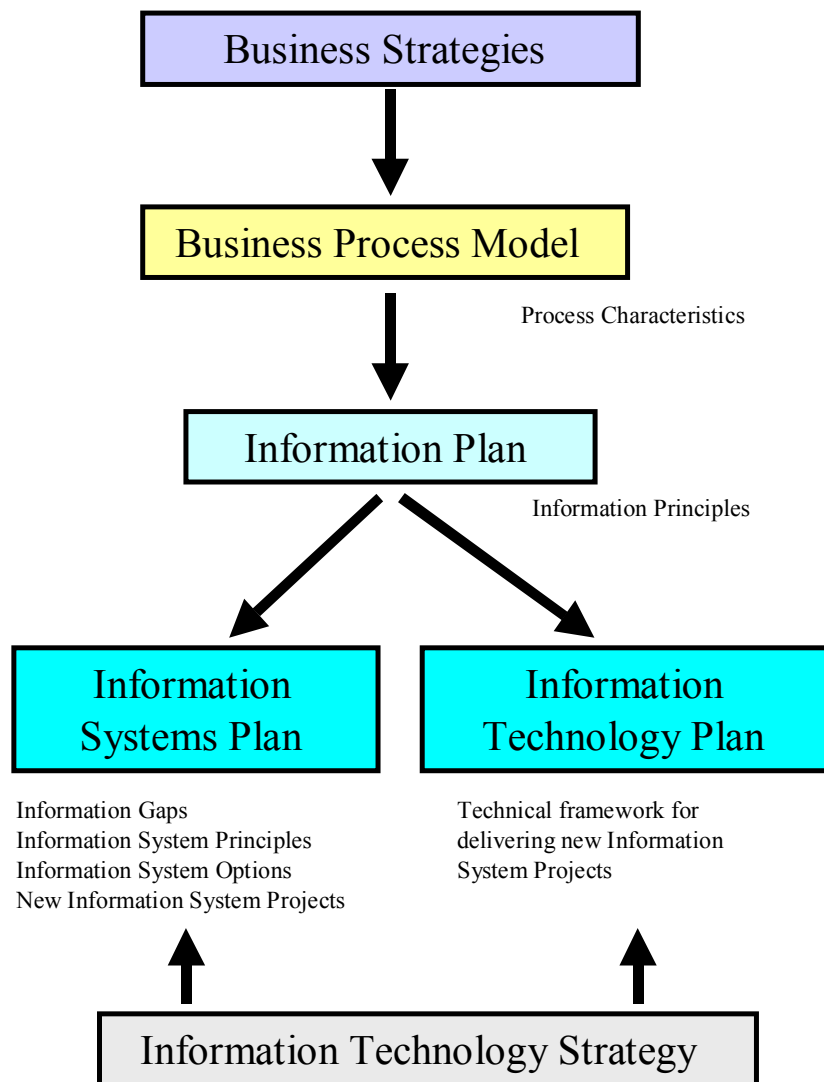 Business Strategies
Business Process Model
Process Characteristics
Information Plan
Information Principles
Information
Systems Plan
Information
Technology Plan
Information Gaps
Information System Principles
Information System Options
New Information System Projects
Technical framework for
delivering new Information
System Projects
Information Technology Strategy